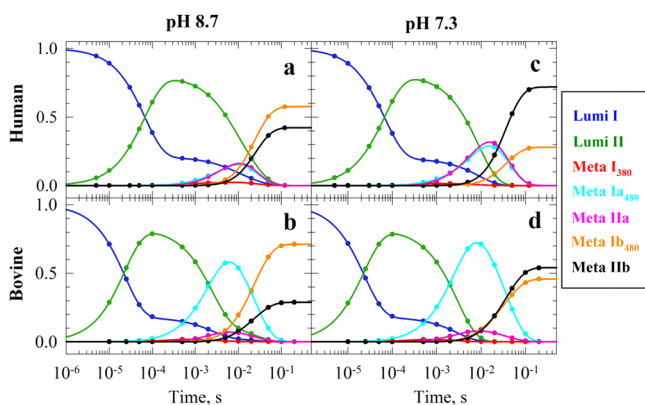 pH 8.7
pH 7.3
Human
1.0
0.5
0.0
a
c
Lumi I
Lumi II
Meta I₃₈₀
Meta Ia₄₈₀
Meta IIa
Meta Ib₄₈₀
Meta IIb
Bovine
1.0
0.5
0.0
b
d
10⁻⁶ 10⁻⁵ 10⁻⁴ 10⁻³ 10⁻² 10⁻¹
10⁻⁵ 10⁻⁴ 10⁻³ 10⁻² 10⁻¹
Time, s
Time, s